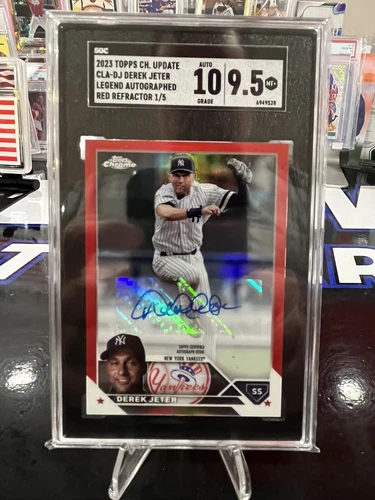 SGC
2023 TOPPS CH. UPDATE
CLA-DJ DEREK JETER
LEGEND AUTOGRAPHED
RED REFRACTOR 1/5
AUTO
10
GRADE
9.5
MT+
6949528
Topps
Chrome
TOPPS CERTIFIED
AUTOGRAPH ISSUE
NEW YORK YANKEES
Yankees
SS
DEREK JETER